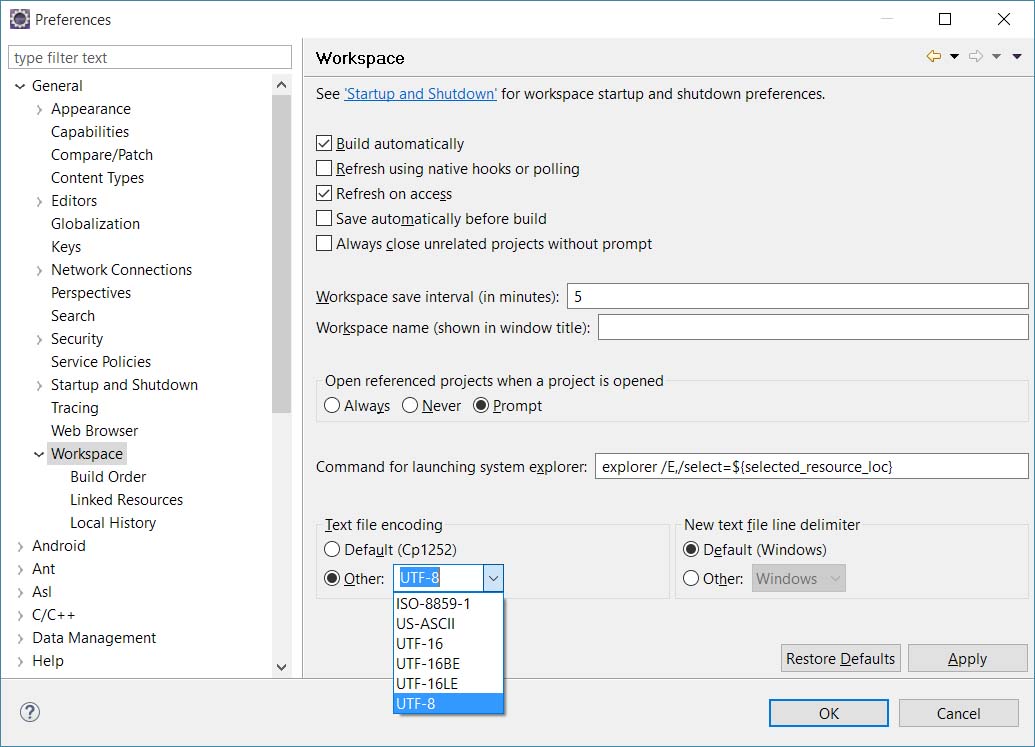 Preferences
type filter text
General
Appearance
Capabilities
Compare/Patch
Content Types
Editors
Globalization
Keys
Network Connections
Perspectives
Search
Security
Service Policies
Startup and Shutdown
Tracing
Web Browser
Workspace
Build Order
Linked Resources
Local History
Android
Ant
Asl
C/C++
Data Management
Help
Workspace
See 'Startup and Shutdown' for workspace startup and shutdown preferences.
Build automatically
Refresh using native hooks or polling
Refresh on access
Save automatically before build
Always close unrelated projects without prompt
Workspace save interval (in minutes): 5
Workspace name (shown in window title):
Open referenced projects when a project is opened
Always Never Prompt
Command for launching system explorer: explorer /E,/select=${selected_resource_loc}
Text file encoding
Default (Cp1252)
Other: UTF-8
ISO-8859-1
US-ASCII
UTF-16
UTF-16BE
UTF-16LE
UTF-8
New text file line delimiter
Default (Windows)
Other: Windows
Restore Defaults Apply
? OK Cancel